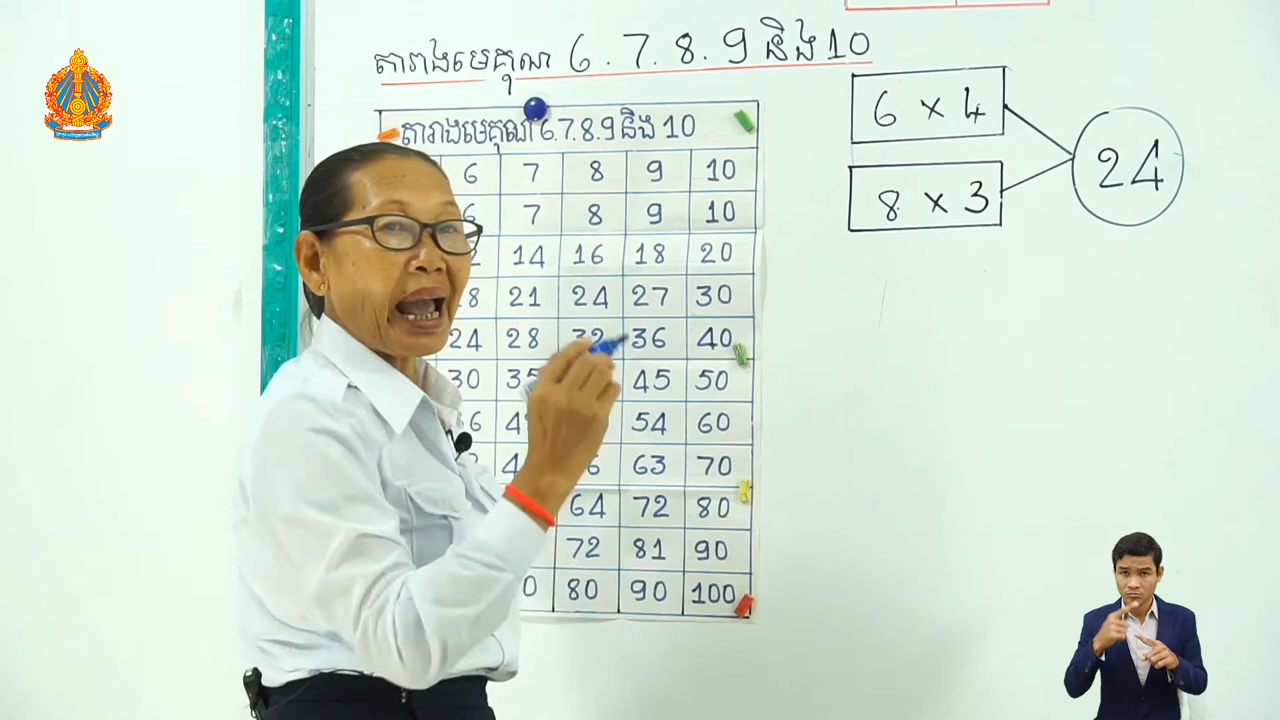 តារាងមេគុណ 6 . 7 . 8 . 9 និង 10
តារាងមេគុណ 6.7.8.9 និង 10
6 7 8 9 10
6 7 8 9 10
14 16 18 20
21 24 27 30
24 28 32 36 40
30 35 45 50
54 60
63 70
64 72 80
72 81 90
80 90 100
6 × 4
8 × 3
24